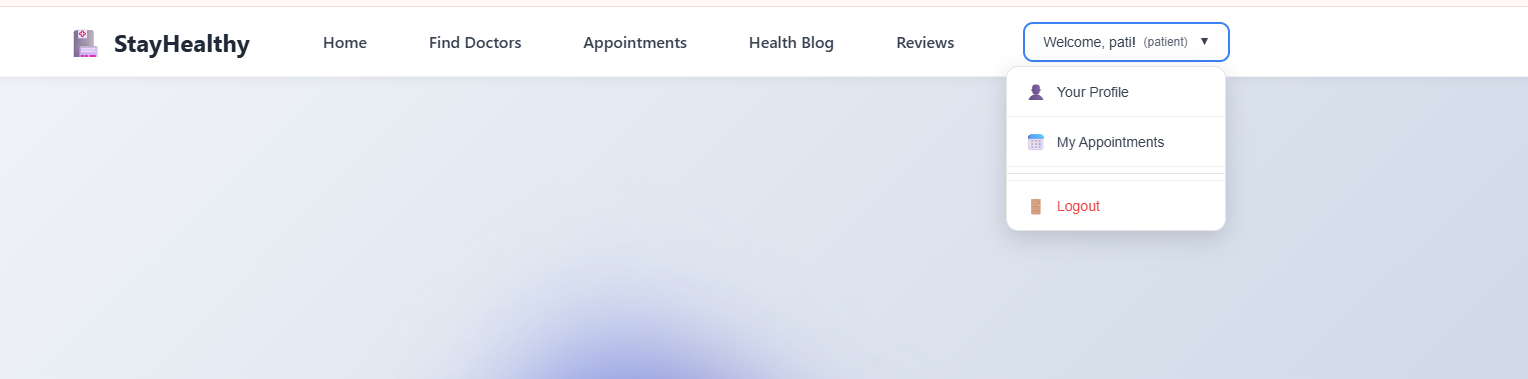 StayHealthy
Home
Find Doctors
Appointments
Health Blog
Reviews
Welcome, pati! (patient) ▼
Your Profile
My Appointments
Logout